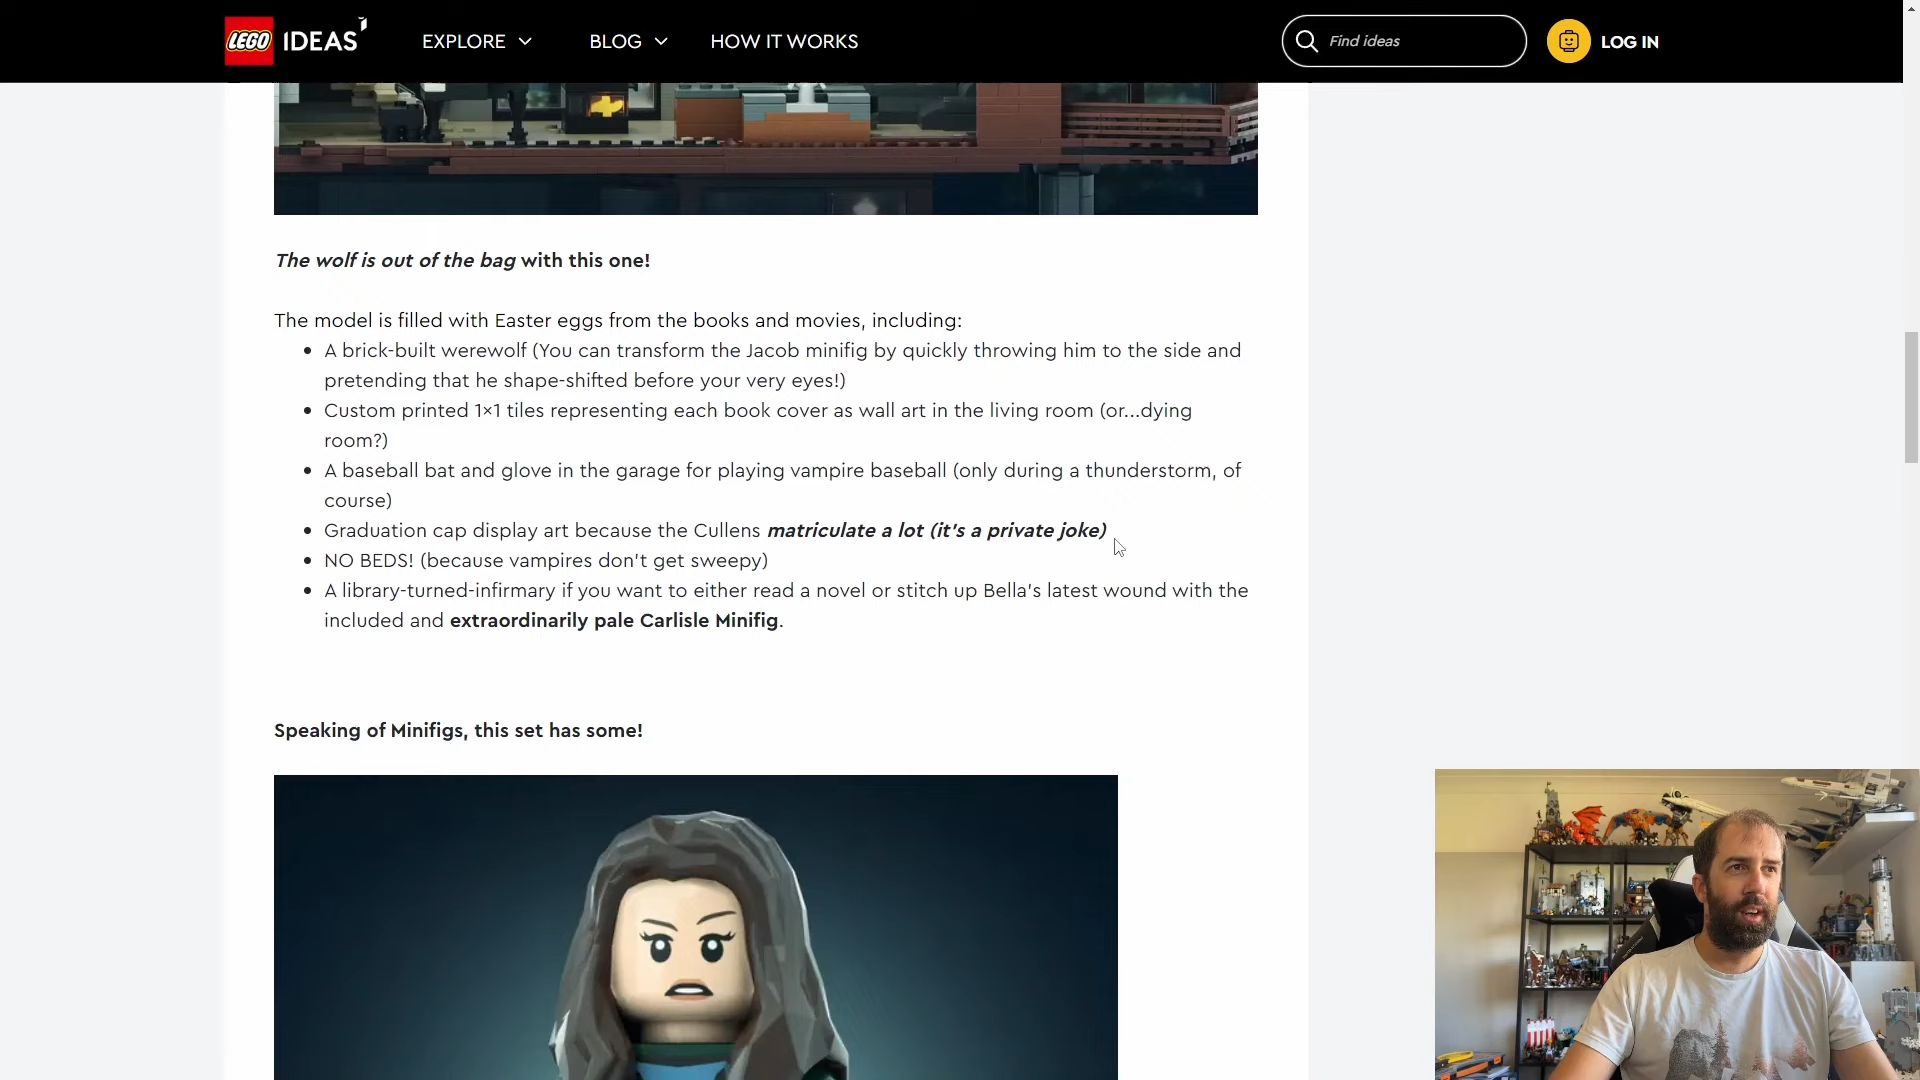 LEGO IDEAS EXPLORE BLOG HOW IT WORKS Find ideas LOG IN
The wolf is out of the bag with this one!
The model is filled with Easter eggs from the books and movies, including:
• A brick-built werewolf (You can transform the Jacob minifig by quickly throwing him to the side and
pretending that he shape-shifted before your very eyes!)
• Custom printed 1×1 tiles representing each book cover as wall art in the living room (or...dying
room?)
• A baseball bat and glove in the garage for playing vampire baseball (only during a thunderstorm, of
course)
• Graduation cap display art because the Cullens matriculate a lot (it's a private joke)
• NO BEDS! (because vampires don't get sweepy)
• A library-turned-infirmary if you want to either read a novel or stitch up Bella's latest wound with the
included and extraordinarily pale Carlisle Minifig.
Speaking of Minifigs, this set has some!